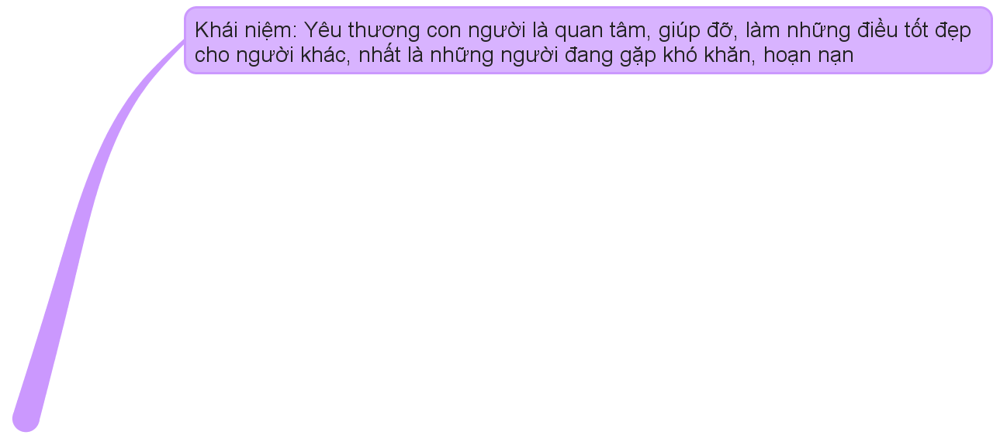 Khái niệm: Yêu thương con người là quan tâm, giúp đỡ, làm những điều tốt đẹp
cho người khác, nhất là những người đang gặp khó khăn, hoạn nạn